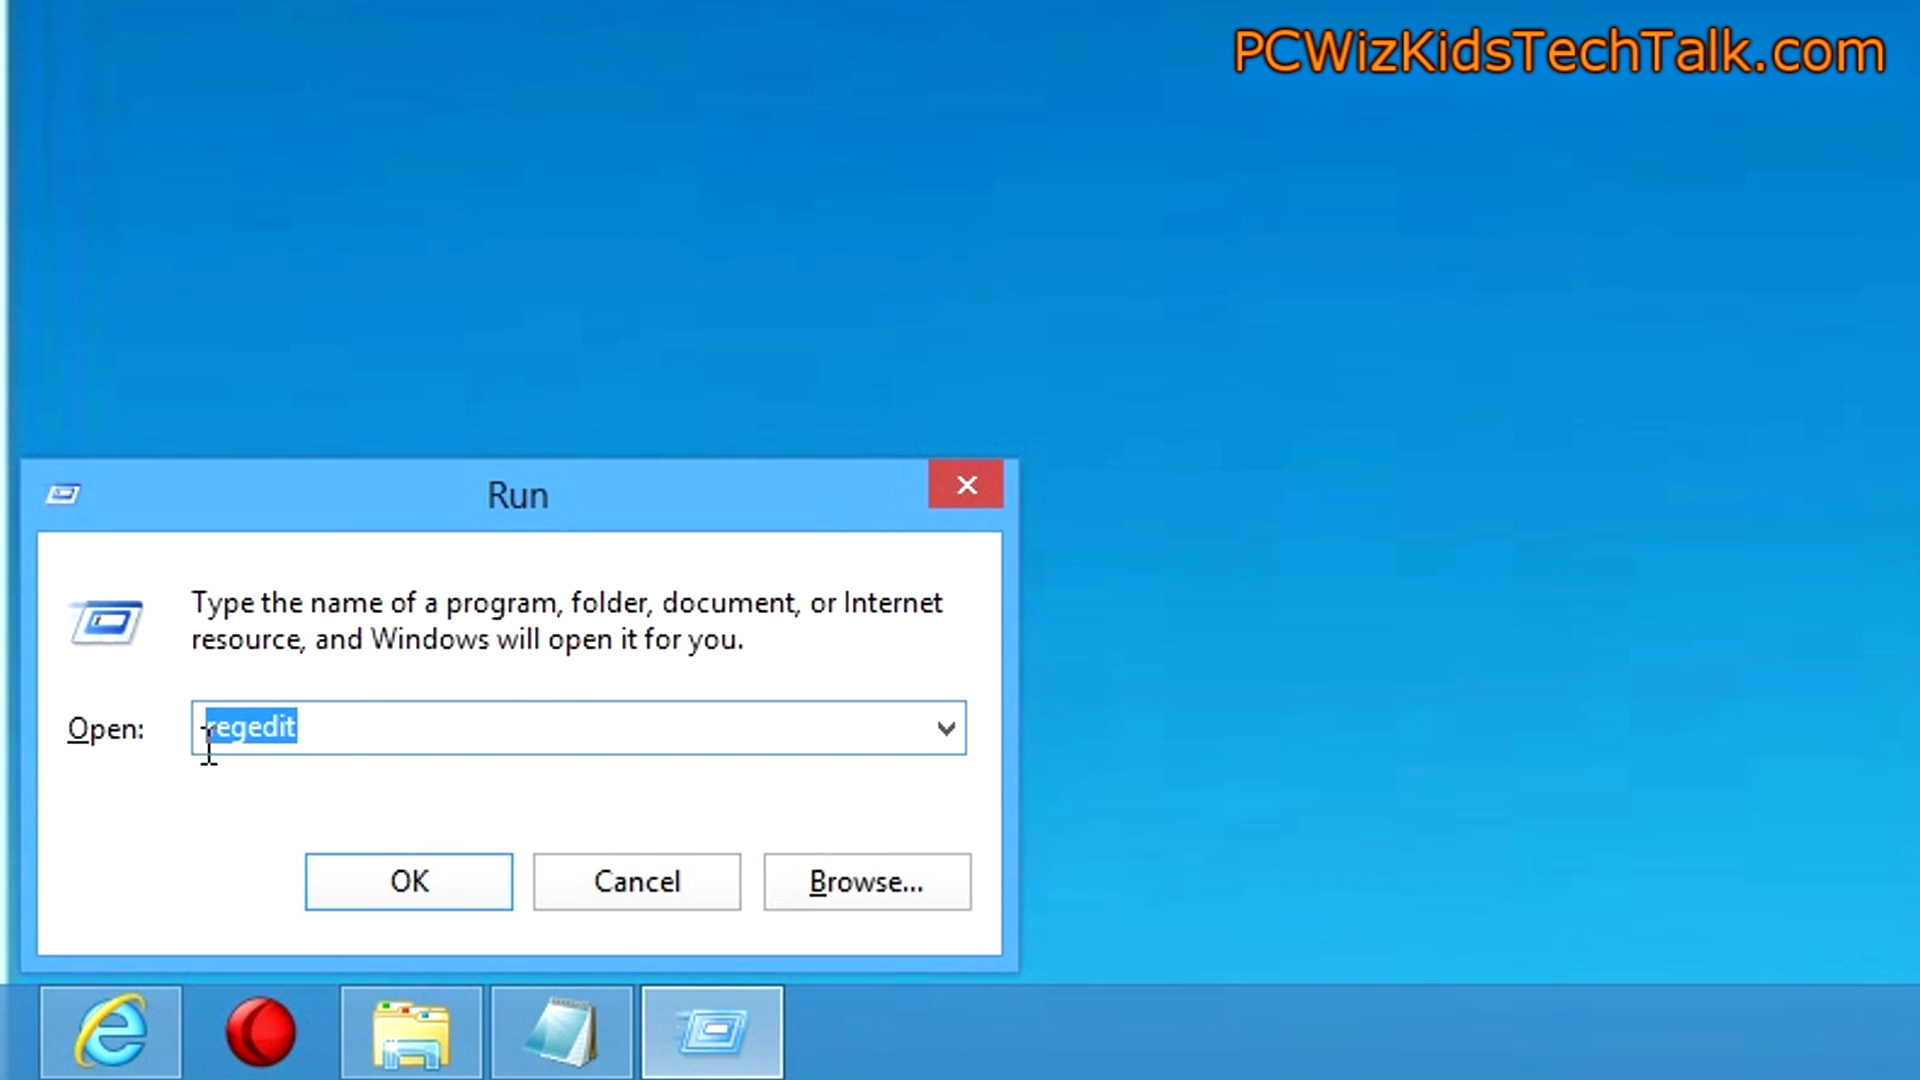 PCWizKidsTechTalk.com
Run
Type the name of a program, folder, document, or Internet
resource, and Windows will open it for you.
Open: regedit
OK Cancel Browse...